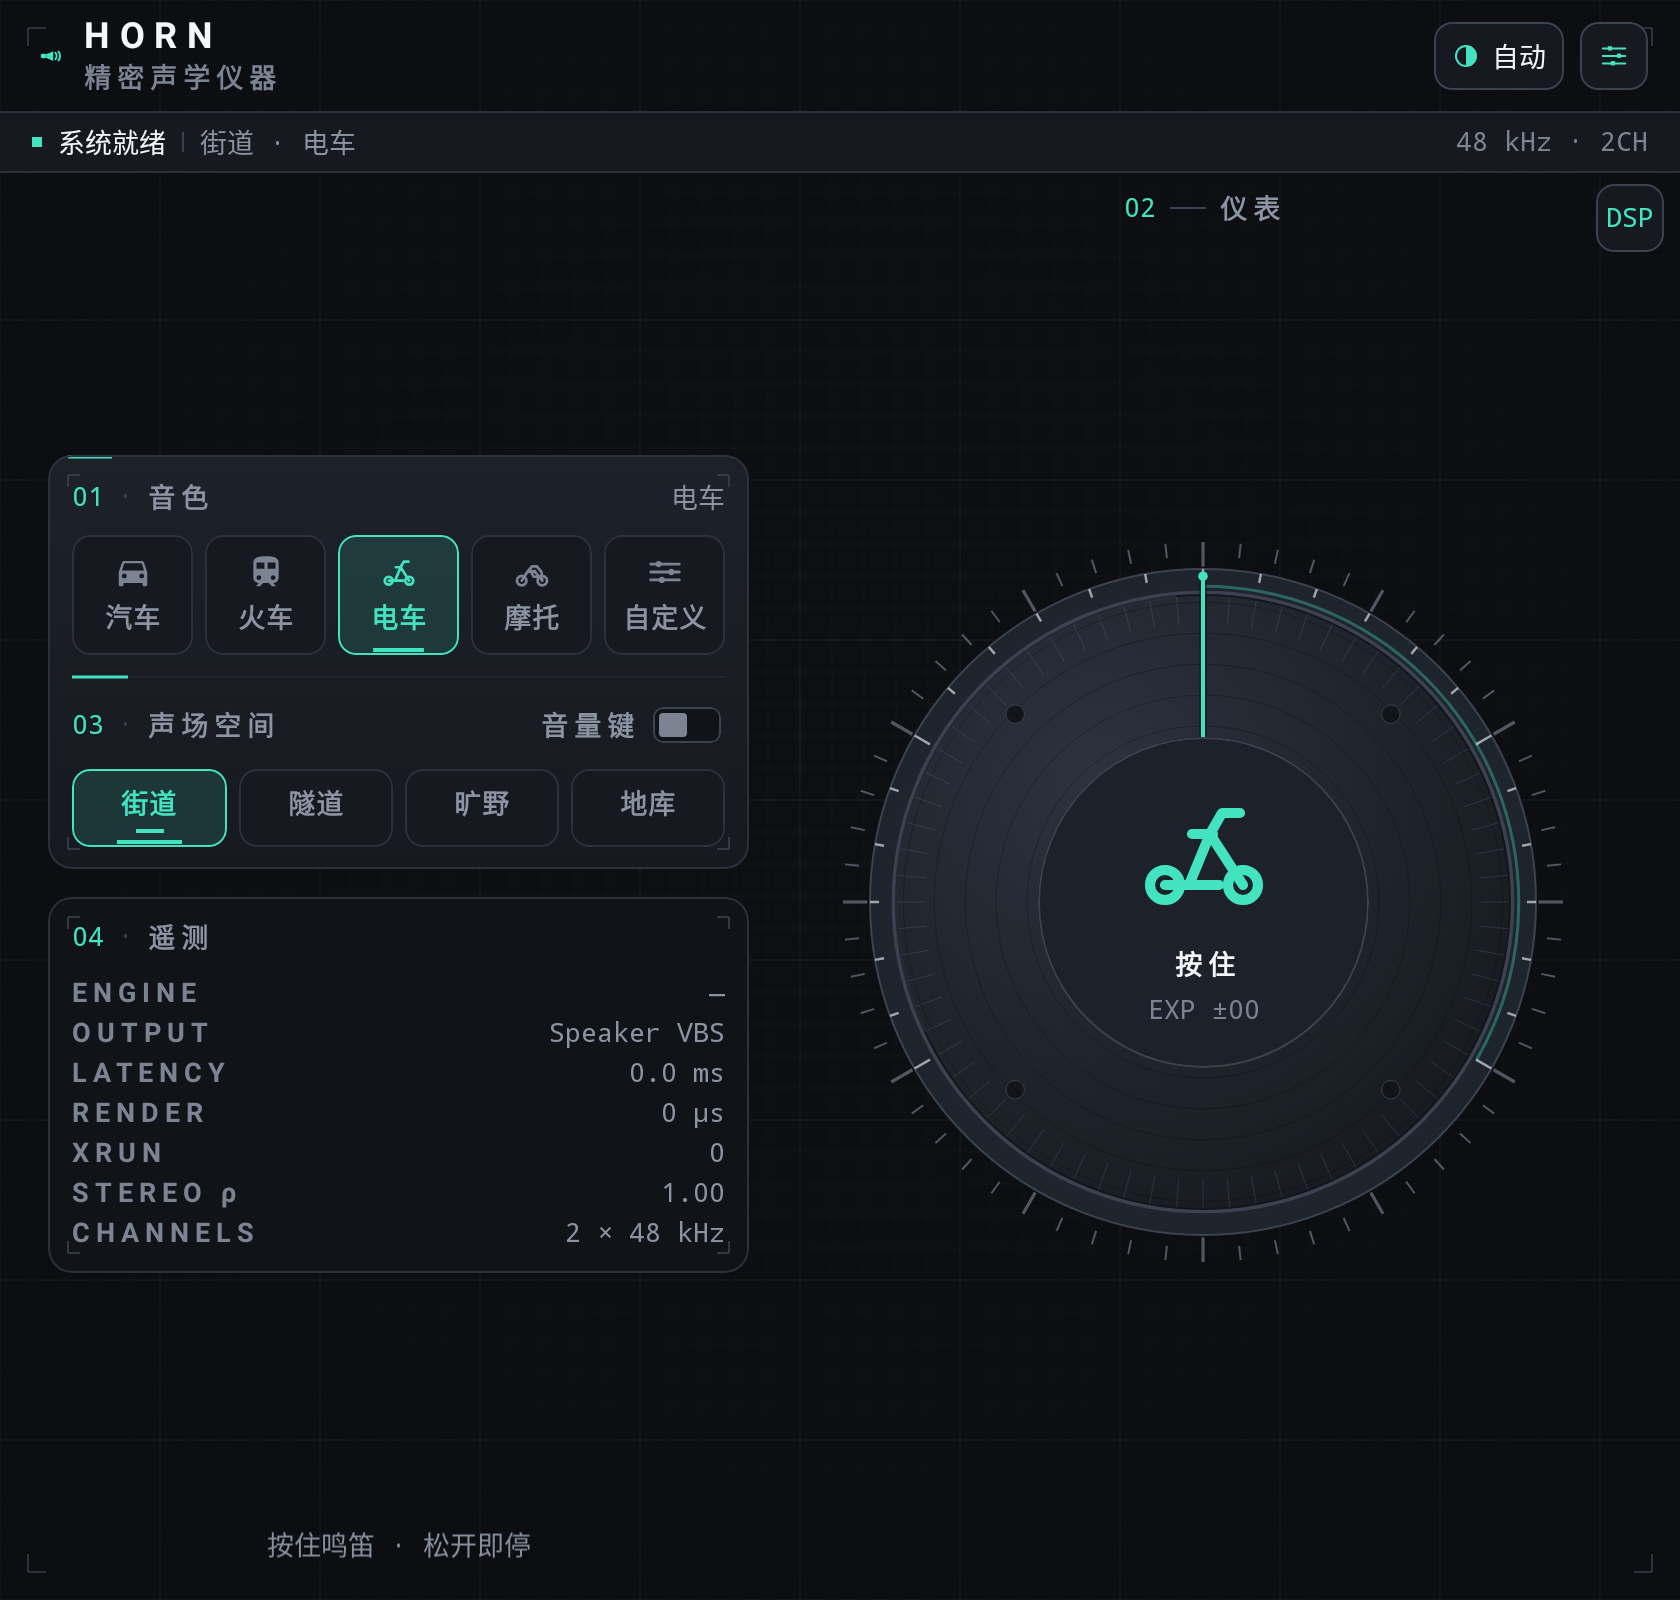 HORN
精密声学仪器
自动
系统就绪 街道 · 电车
48 kHz · 2CH
02 仪表
DSP
01 · 音色
电车
汽车
火车
电车
摩托
自定义
03 · 声场空间
音量键
街道
隧道
旷野
地库
04 · 遥测
ENGINE —
OUTPUT Speaker VBS
LATENCY 0.0 ms
RENDER 0 μs
XRUN 0
STEREO ρ 1.00
CHANNELS 2 × 48 kHz
按住
EXP ±00
按住鸣笛 · 松开即停